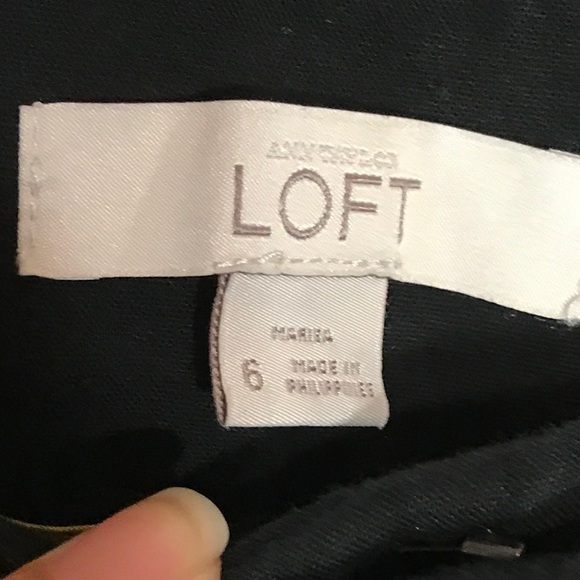 ANN TAYLOR
LOFT
MARISA
6 MADE IN
PHILIPPINES